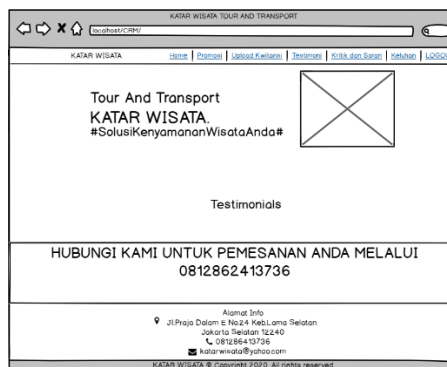 KATAR WISATA TOUR AND TRANSPORT
localhost/CRM/
KATAR WISATA Home Promosi Upload Kwitansi Testimoni Kritik dan Saran Keluhan LOGOUT
Tour And Transport
KATAR WISATA.
#SolusiKenyamananWisataAnda#
Testimonials
HUBUNGI KAMI UNTUK PEMESANAN ANDA MELALUI
0812862413736
Alamat Info
Jl.Praja Dalam E No.24 Keb.Lama Selatan
Jakarta Selatan 12240
081286413736
katarwisata@yahoo.com
KATAR WISATA © Copyright 2020. All rights reserved